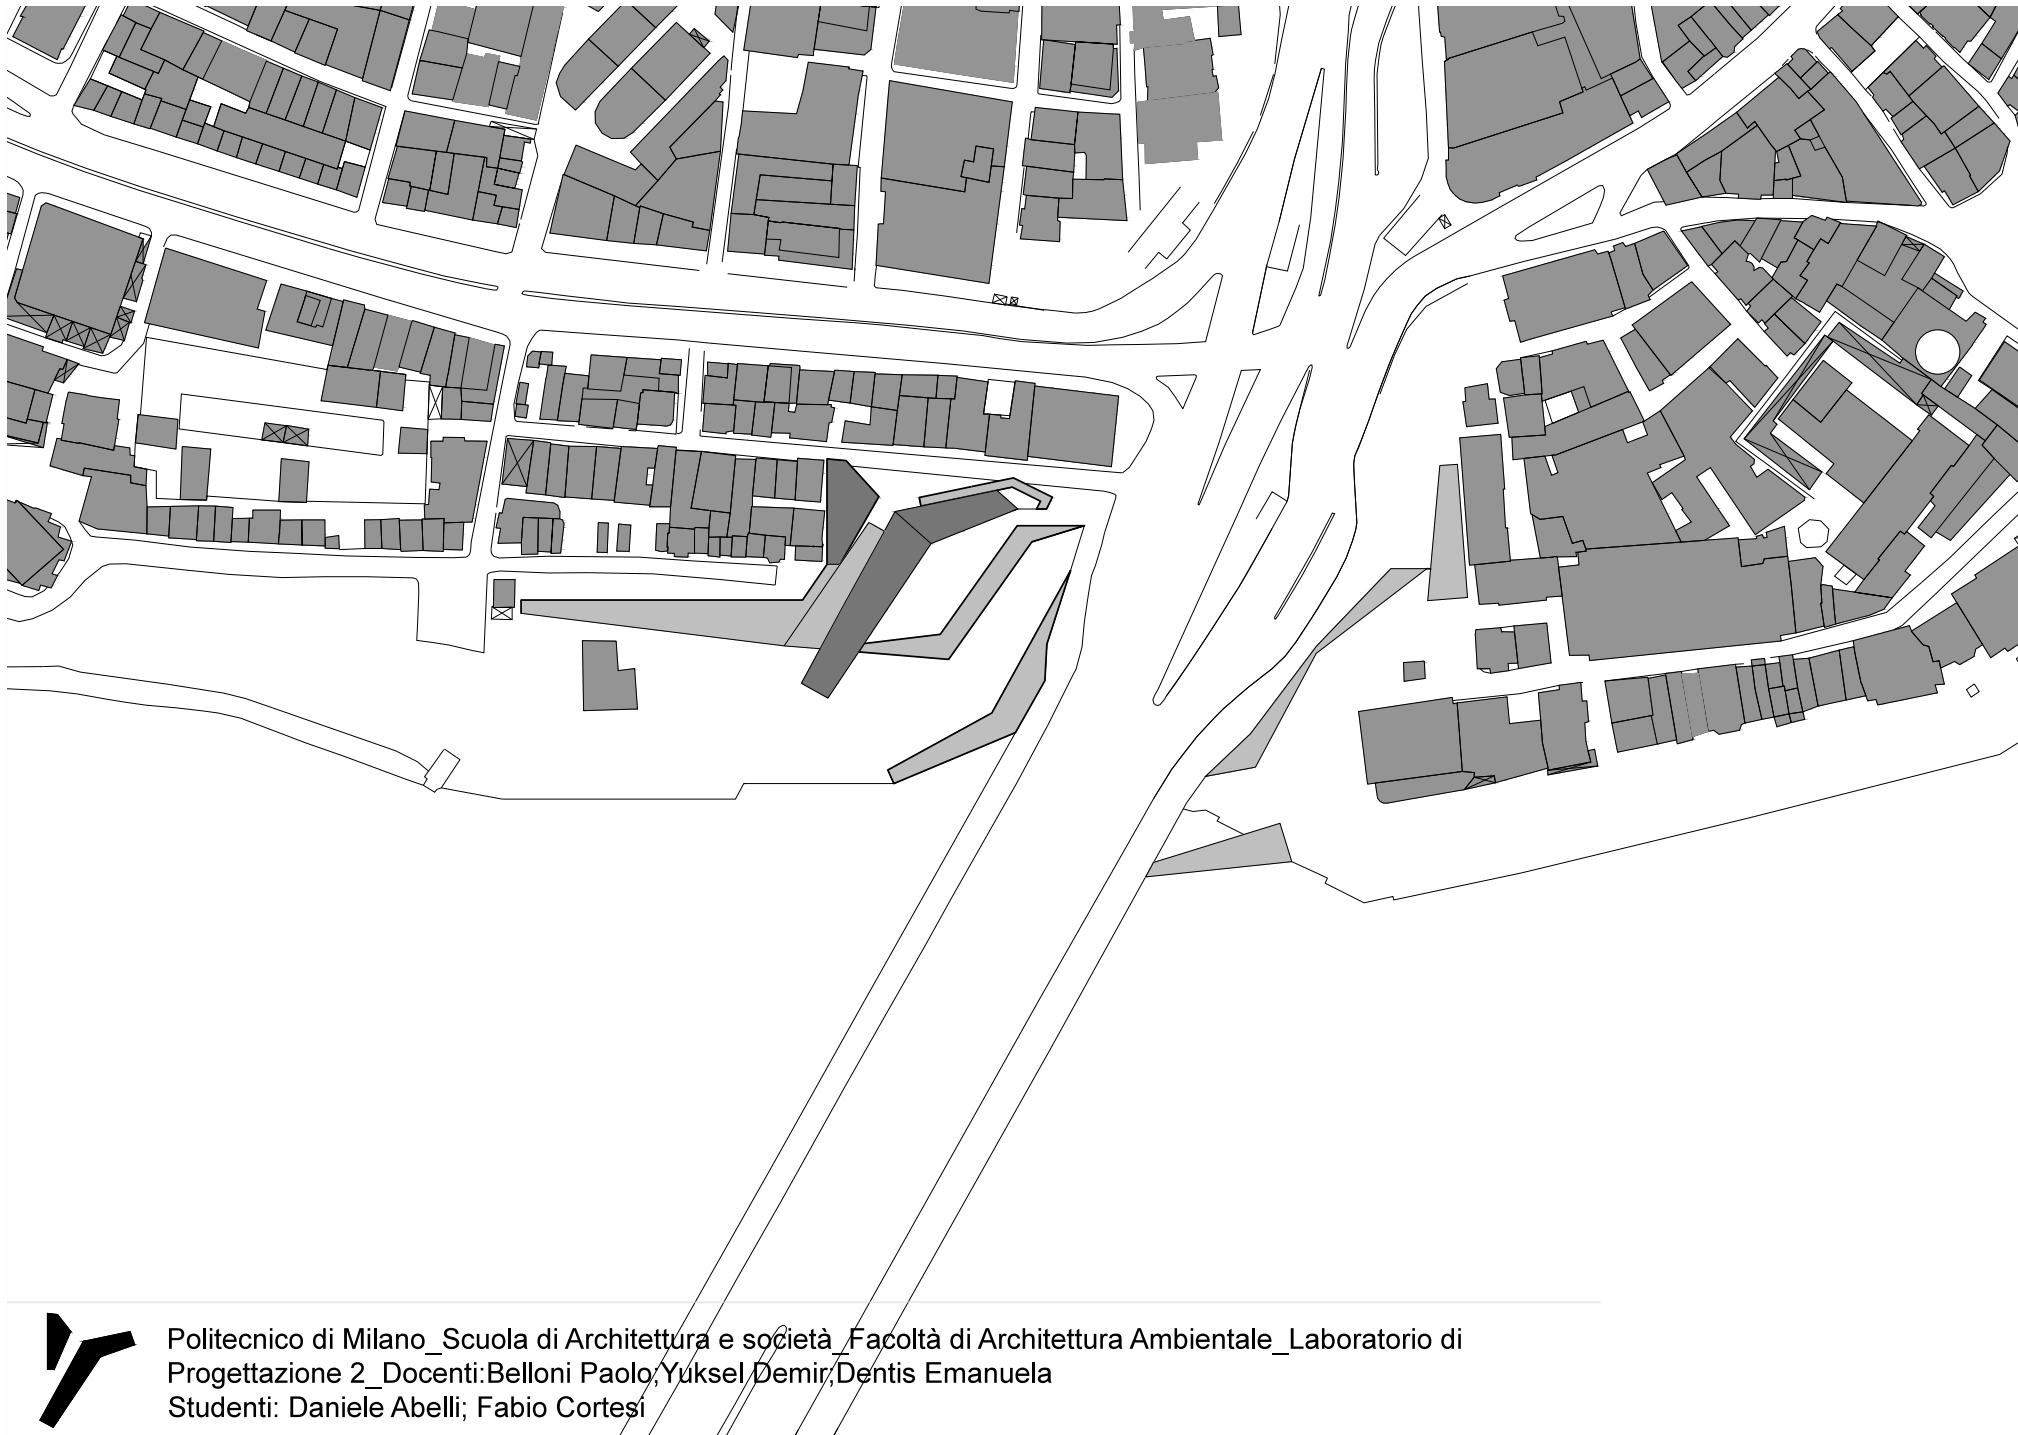 Politecnico di Milano_Scuola di Architettura e società_Facoltà di Architettura Ambientale_Laboratorio di
Progettazione 2_Docenti:Belloni Paolo;Yuksel Demir;Dentis Emanuela
Studenti: Daniele Abelli; Fabio Cortesi